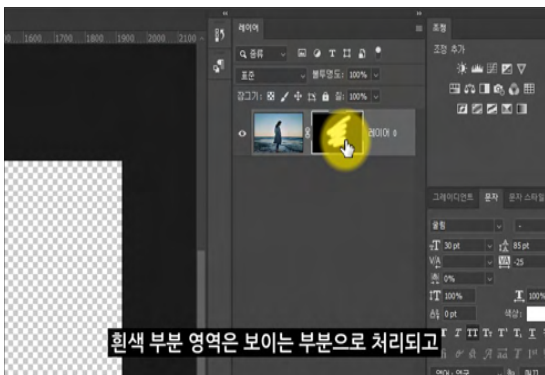 1600 1700 1800 1900 2000 2100
레이어
종류
표준
불투명도: 100%
잠그기:
칠: 100%
레이어 0
조정
조정 추가
그레이디언트 문자 문자 스타일
굴림
30 pt
85 pt
V/A
VA -25
0%
100%
100%
0 pt
색상:
흰색 부분 영역은 보이는 부분으로 처리되고